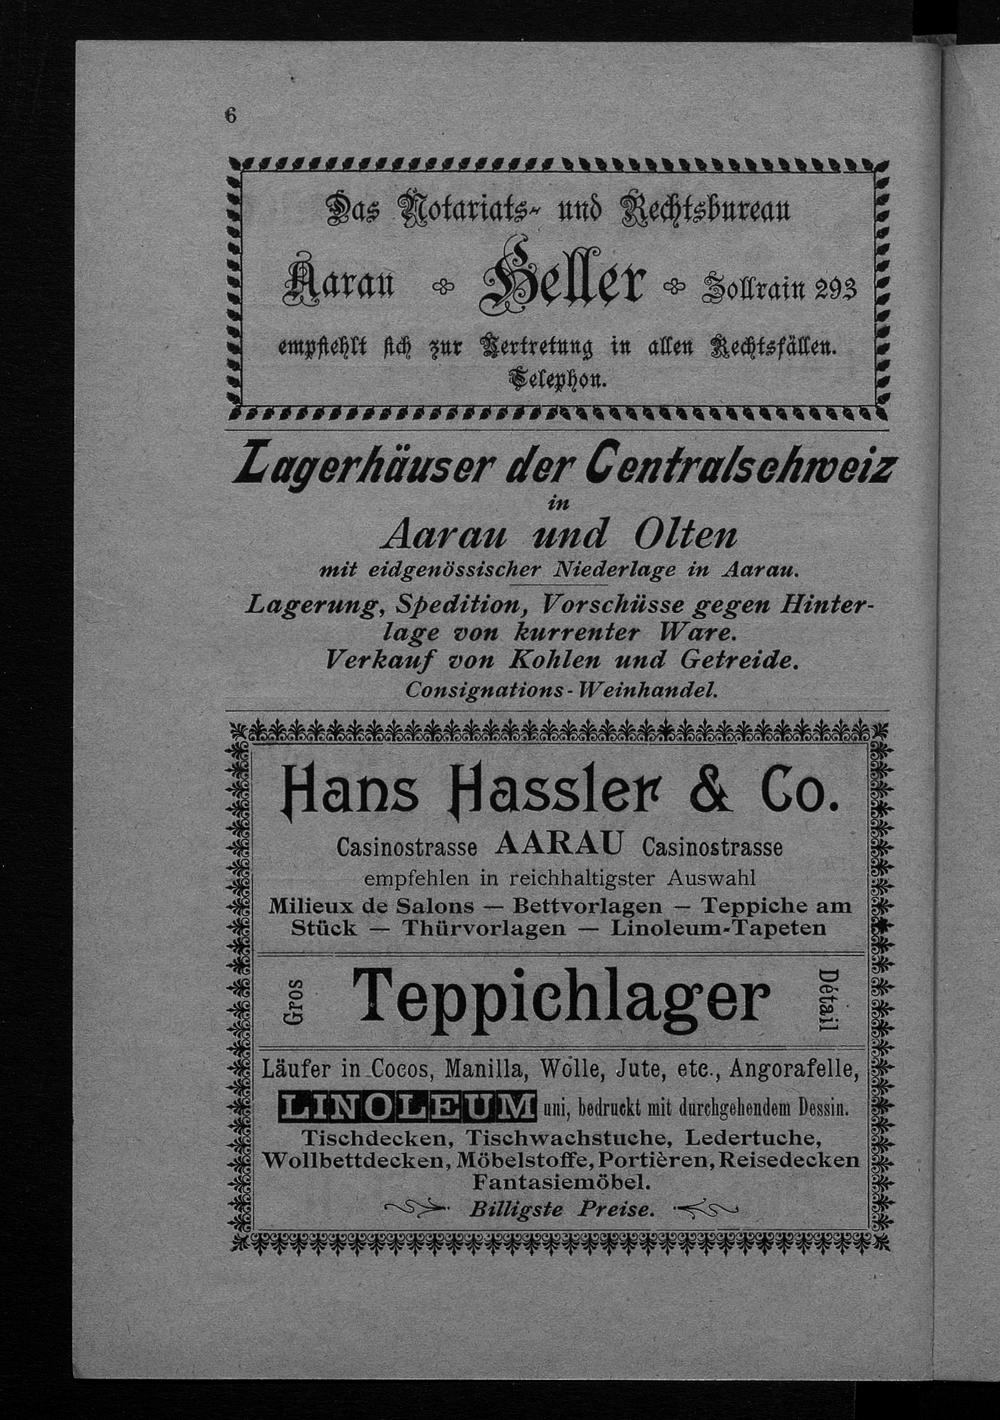 6
Das Notariats- und Rechtsbureau
Aarau Heller Zollrain 293
empfiehlt sich zur Vertretung in allen Rechtsfällen.
Telephon.
Lagerhäuser der Centralschweiz
in
Aarau und Olten
mit eidgenössischer Niederlage in Aarau.
Lagerung, Spedition, Vorschüsse gegen Hinter-
lage von kurrenter Ware.
Verkauf von Kohlen und Getreide.
Consignations-Weinhandel.
Hans Hassler & Co.
Casinostrasse AARAU Casinostrasse
empfehlen in reichhaltigster Auswahl
Milieux de Salons — Bettvorlagen — Teppiche am
Stück — Thürvorlagen — Linoleum-Tapeten
Gros Teppichlager Détail
Läufer in Cocos, Manilla, Wolle, Jute, etc., Angorafelle,
LINOLEUM uni, bedruckt mit durchgehendem Dessin.
Tischdecken, Tischwachstuche, Ledertuche,
Wollbettdecken, Möbelstoffe, Portièren, Reisedecken
Fantasiemöbel.
Billigste Preise.